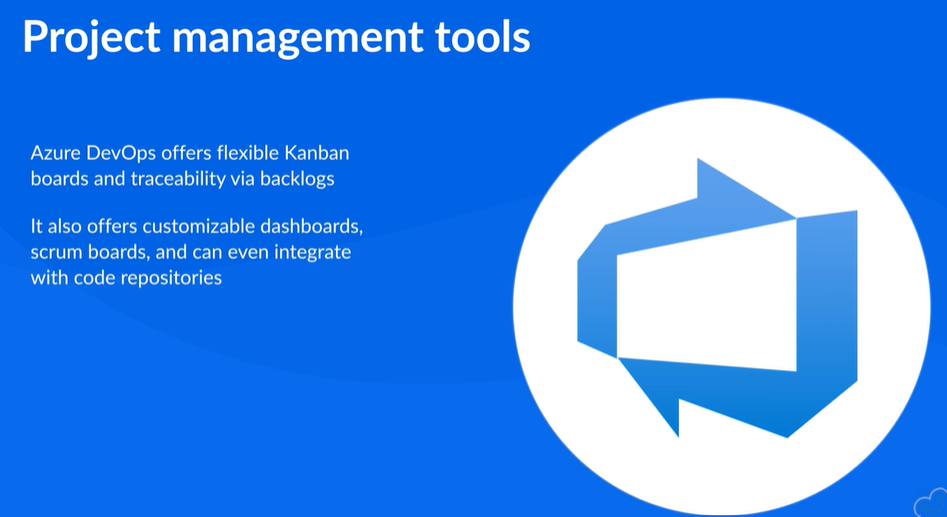 Project management tools
Azure DevOps offers flexible Kanban
boards and traceability via backlogs
It also offers customizable dashboards,
scrum boards, and can even integrate
with code repositories